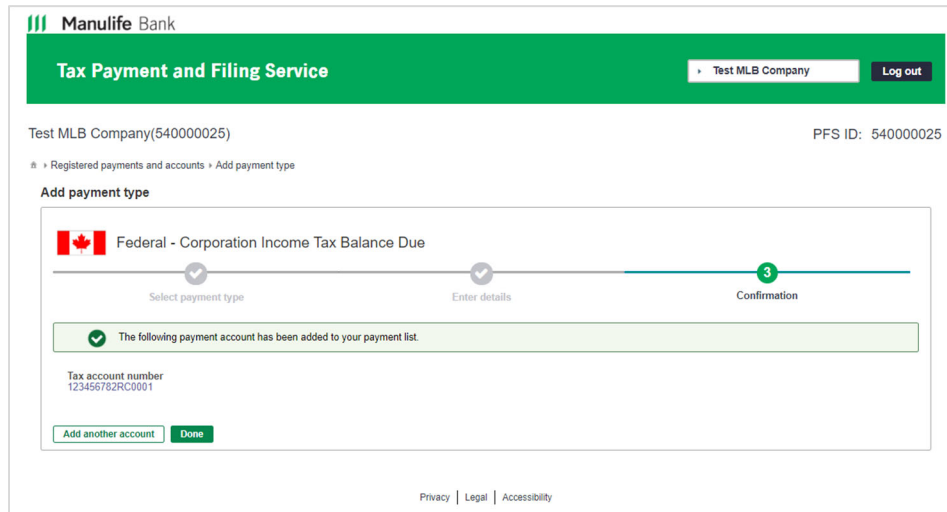 Manulife Bank
Tax Payment and Filing Service
Test MLB Company
Log out
Test MLB Company(540000025)
PFS ID: 540000025
Registered payments and accounts
Add payment type
Add payment type
Federal - Corporation Income Tax Balance Due
3
Select payment type
Enter details
Confirmation
The following payment account has been added to your payment list.
Tax account number
123456782RC0001
Add another account
Done
Privacy | Legal | Accessibility